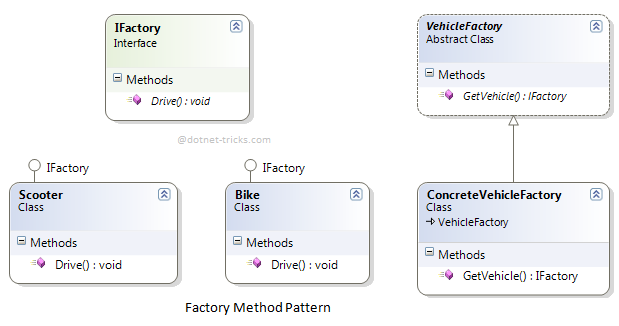 IFactory
Interface
Methods
Drive() : void
VehicleFactory
Abstract Class
Methods
GetVehicle() : IFactory
@dotnet-tricks.com
IFactory
Scooter
Class
Methods
Drive() : void
IFactory
Bike
Class
Methods
Drive() : void
ConcreteVehicleFactory
Class
VehicleFactory
Methods
GetVehicle() : IFactory
Factory Method Pattern